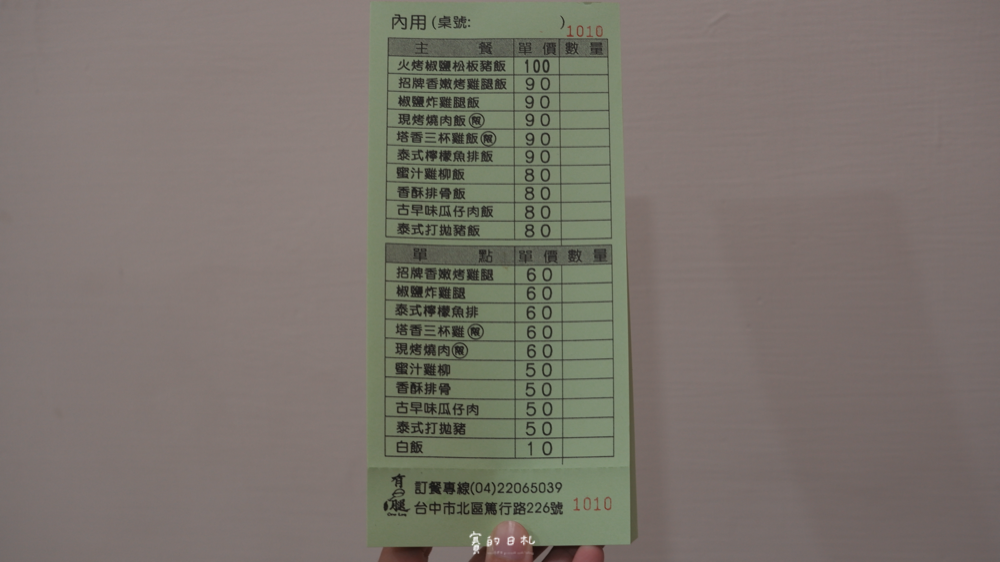 內用(桌號: )
1010
主 餐 單 價 數 量
火烤椒鹽松板豬飯 100
招牌香嫩烤雞腿飯 90
椒鹽炸雞腿飯 90
現烤燒肉飯 90
塔香三杯雞飯 90
泰式檸檬魚排飯 90
蜜汁雞柳飯 80
香酥排骨飯 80
古早味瓜仔肉飯 80
泰式打拋豬飯 80
單 點 單 價 數 量
招牌香嫩烤雞腿 60
椒鹽炸雞腿 60
泰式檸檬魚排 60
塔香三杯雞 60
現烤燒肉 60
蜜汁雞柳 50
香酥排骨 50
古早味瓜仔肉 50
泰式打拋豬 50
白飯 10
有口腿
訂餐專線(04)22065039
台中市北區篤行路226號 1010
賽的日札